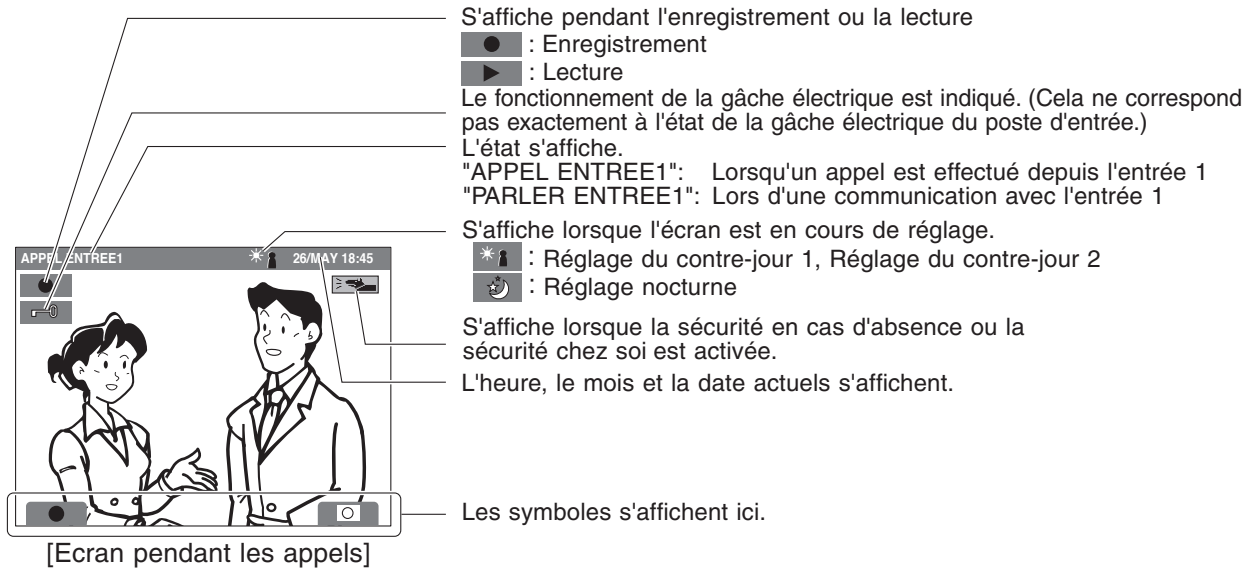 S'affiche pendant l'enregistrement ou la lecture
: Enregistrement
: Lecture
Le fonctionnement de la gâche électrique est indiqué. (Cela ne correspond
pas exactement à l'état de la gâche électrique du poste d'entrée.)
L'état s'affiche.
"APPEL ENTREE1": Lorsqu'un appel est effectué depuis l'entrée 1
"PARLER ENTREE1": Lors d'une communication avec l'entrée 1
S'affiche lorsque l'écran est en cours de réglage.
: Réglage du contre-jour 1, Réglage du contre-jour 2
: Réglage nocturne
S'affiche lorsque la sécurité en cas d'absence ou la
sécurité chez soi est activée.
L'heure, le mois et la date actuels s'affichent.
Les symboles s'affichent ici.
APPEL ENTREE1 26/MAY 18:45
[Ecran pendant les appels]